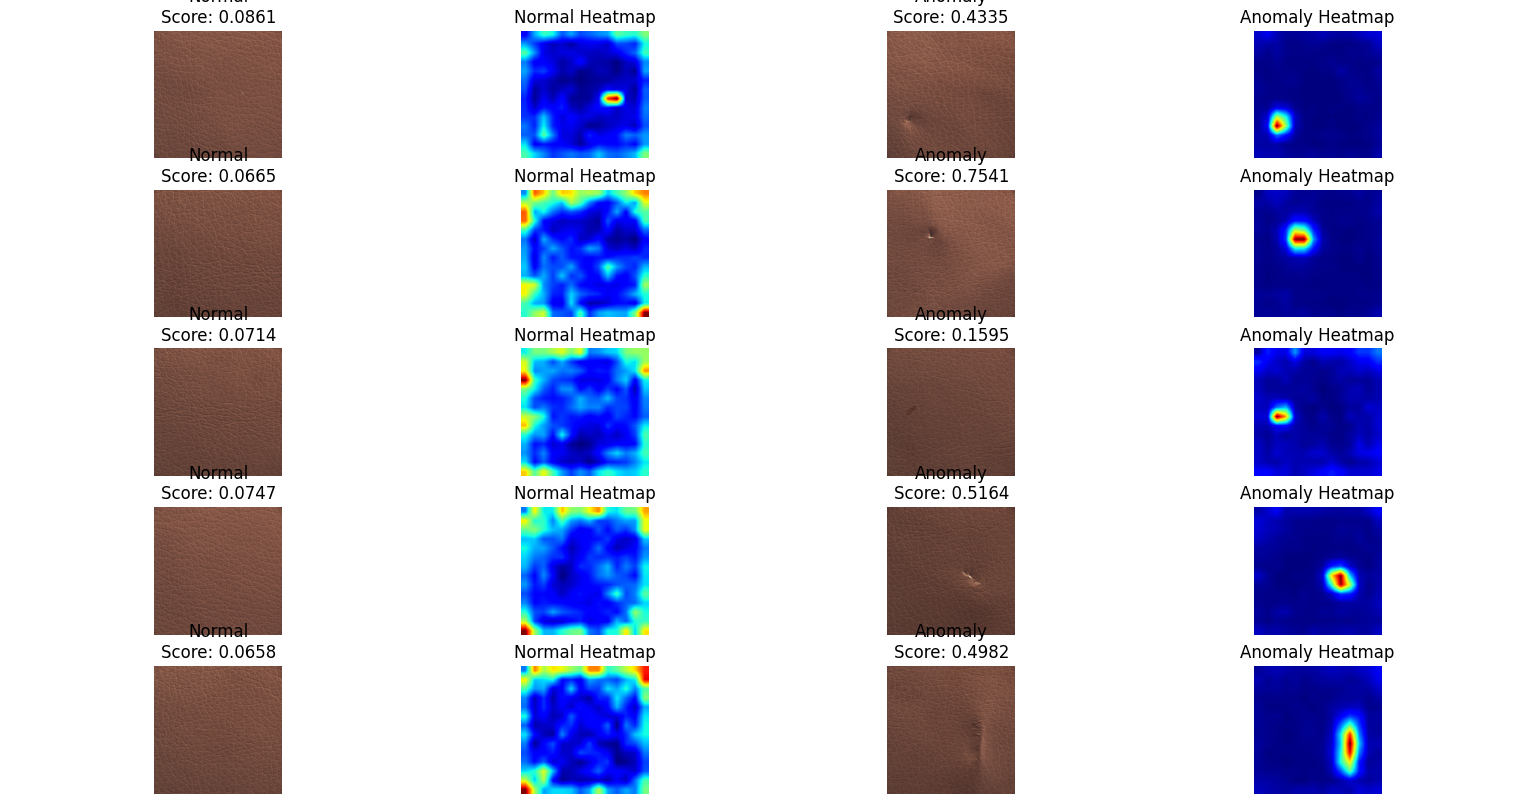 Normal
Score: 0.0861
Normal Heatmap
Anomaly
Score: 0.4335
Anomaly Heatmap
Normal
Score: 0.0665
Normal Heatmap
Anomaly
Score: 0.7541
Anomaly Heatmap
Normal
Score: 0.0714
Normal Heatmap
Anomaly
Score: 0.1595
Anomaly Heatmap
Normal
Score: 0.0747
Normal Heatmap
Anomaly
Score: 0.5164
Anomaly Heatmap
Normal
Score: 0.0658
Normal Heatmap
Anomaly
Score: 0.4982
Anomaly Heatmap